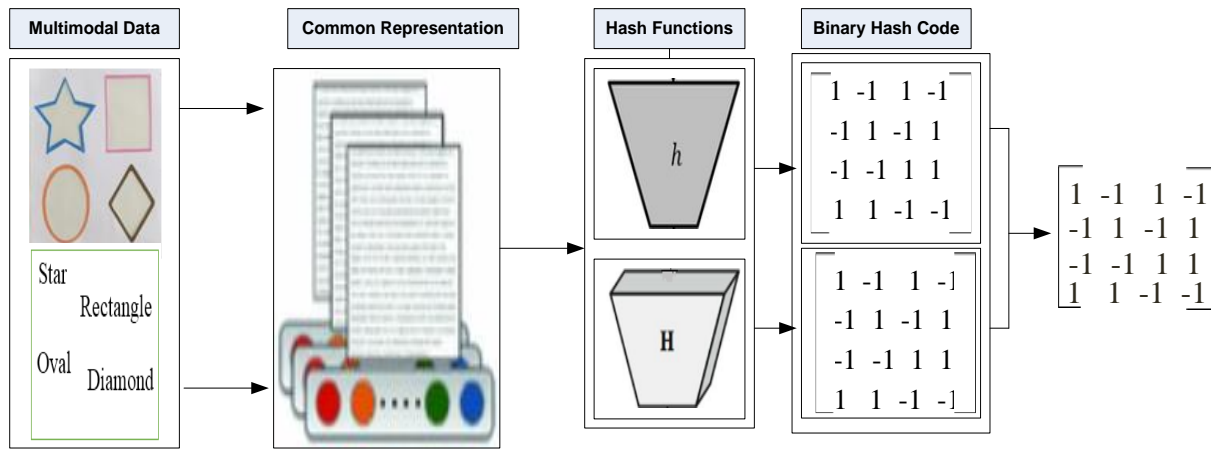 Multimodal Data
Common Representation
Hash Functions
Binary Hash Code
Star
Rectangle
Oval
Diamond
h
H
1 -1 1 -1
-1 1 -1 1
-1 -1 1 1
1 1 -1 -1
1 -1 1 -1
-1 1 -1 1
-1 -1 1 1
1 1 -1 -1
1 -1 1 -1
-1 1 -1 1
-1 -1 1 1
1 1 -1 -1